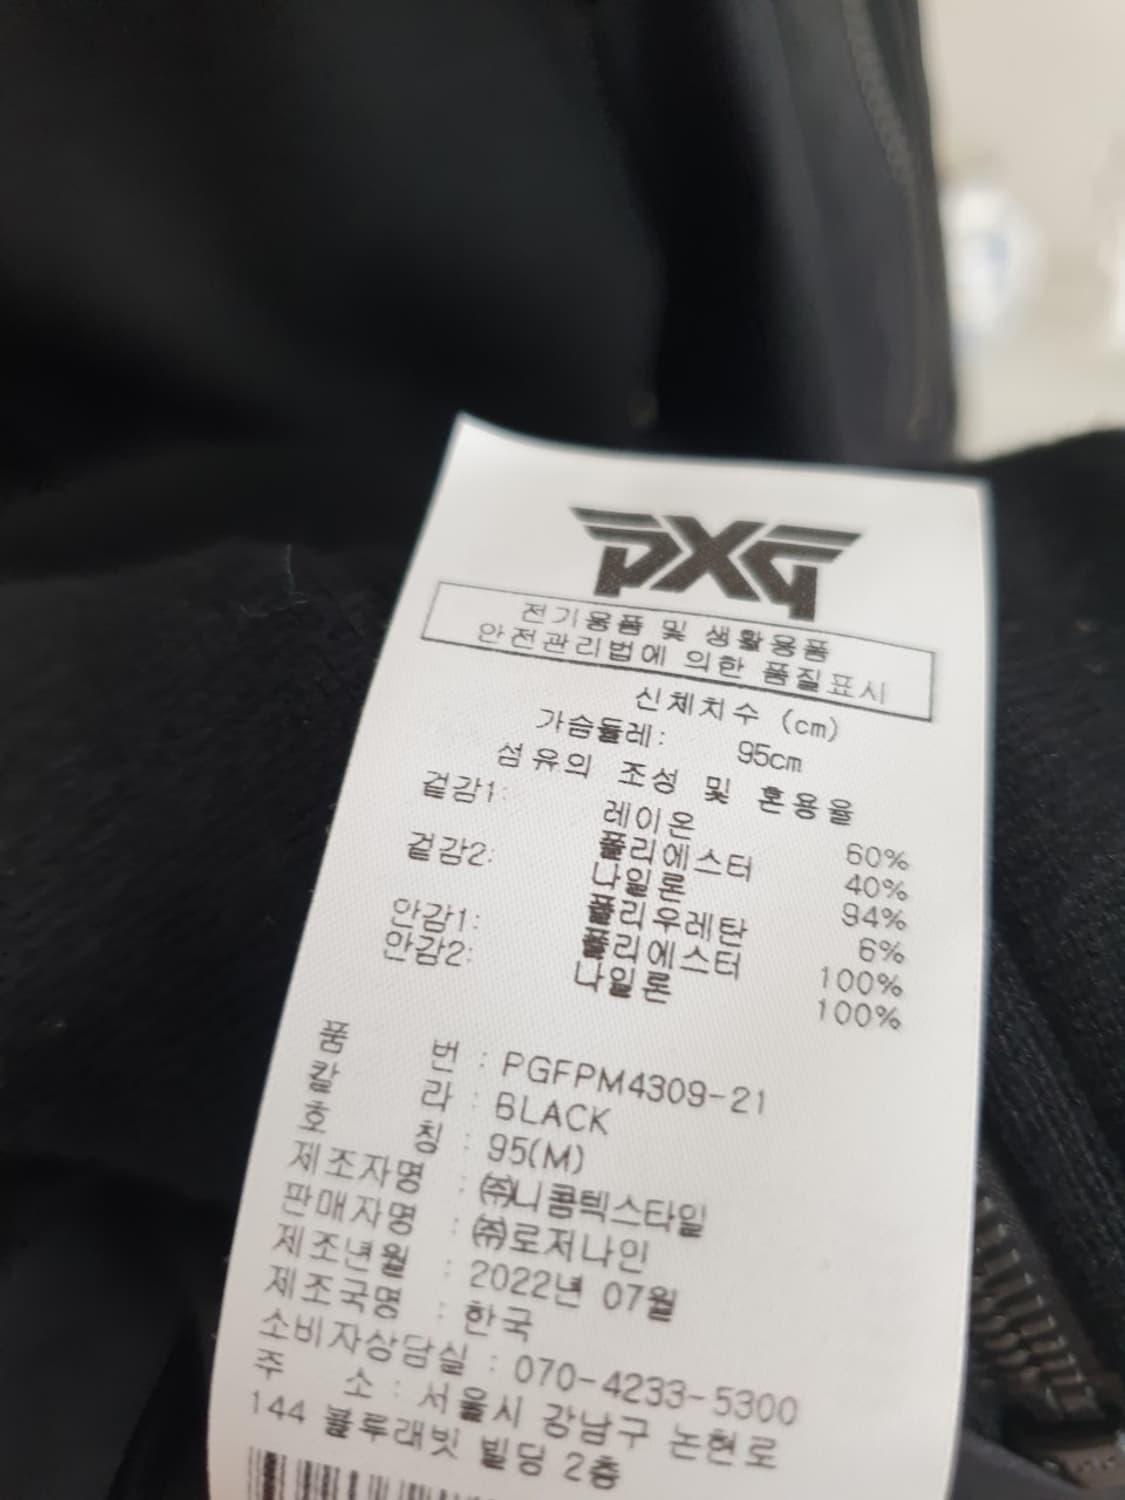 PXG
전기용품 및 생활용품
안전관리법에 의한 품질표시
신체치수 (cm)
가슴둘레: 95cm
섬유의 조성 및 혼용율
겉감1: 레이온 60%
폴리에스터 40%
겉감2: 나일론 94%
폴리우레탄 6%
안감1: 폴리에스터 100%
안감2: 나일론 100%
품 번 : PGFPM4309-21
칼 라 : BLACK
호 칭 : 95(M)
제조자명 : ㈜니콤텍스타일
판매자명 : ㈜로저나인
제조년월 : 2022년 07월
제조국명 : 한국
소비자상담실 : 070-4233-5300
주 소 : 서울시 강남구 논현로
144 블루래빗 빌딩 2층